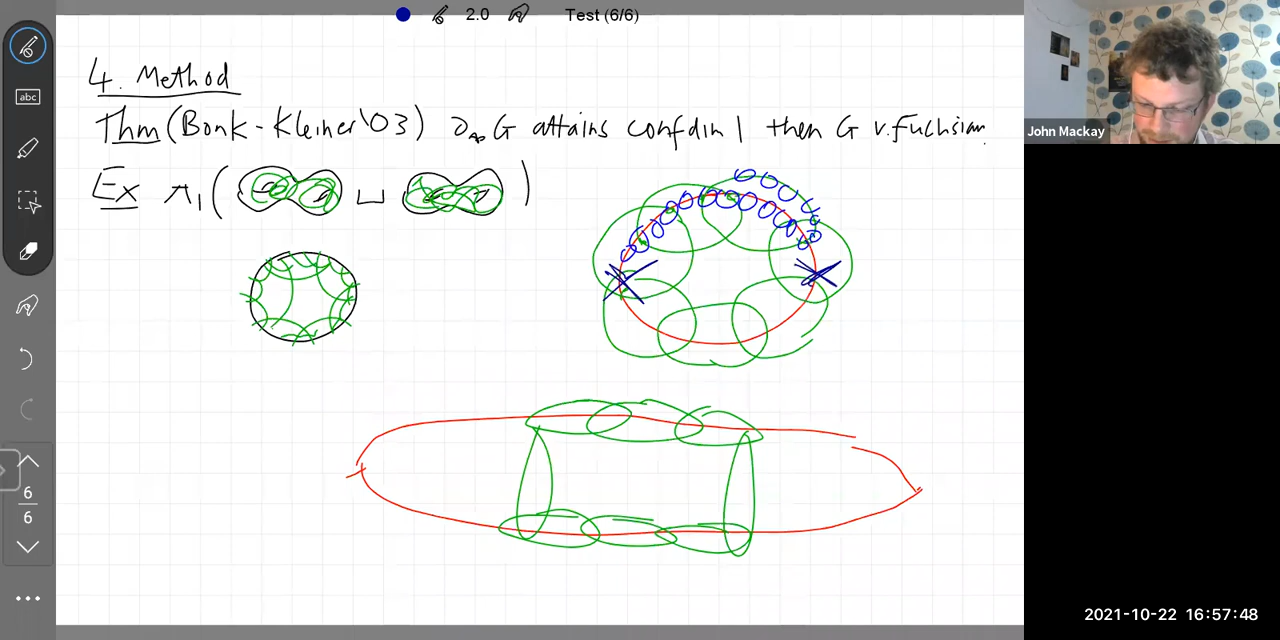 2.0 Test (6/6)
abc
4. Method
Thm (Bonk-Kleiner '03) ∂∞G attains confdim 1 then G v. Fuchsian.
Ex π₁( ⊔ )
John Mackay
6
6
2021-10-22 16:57:48